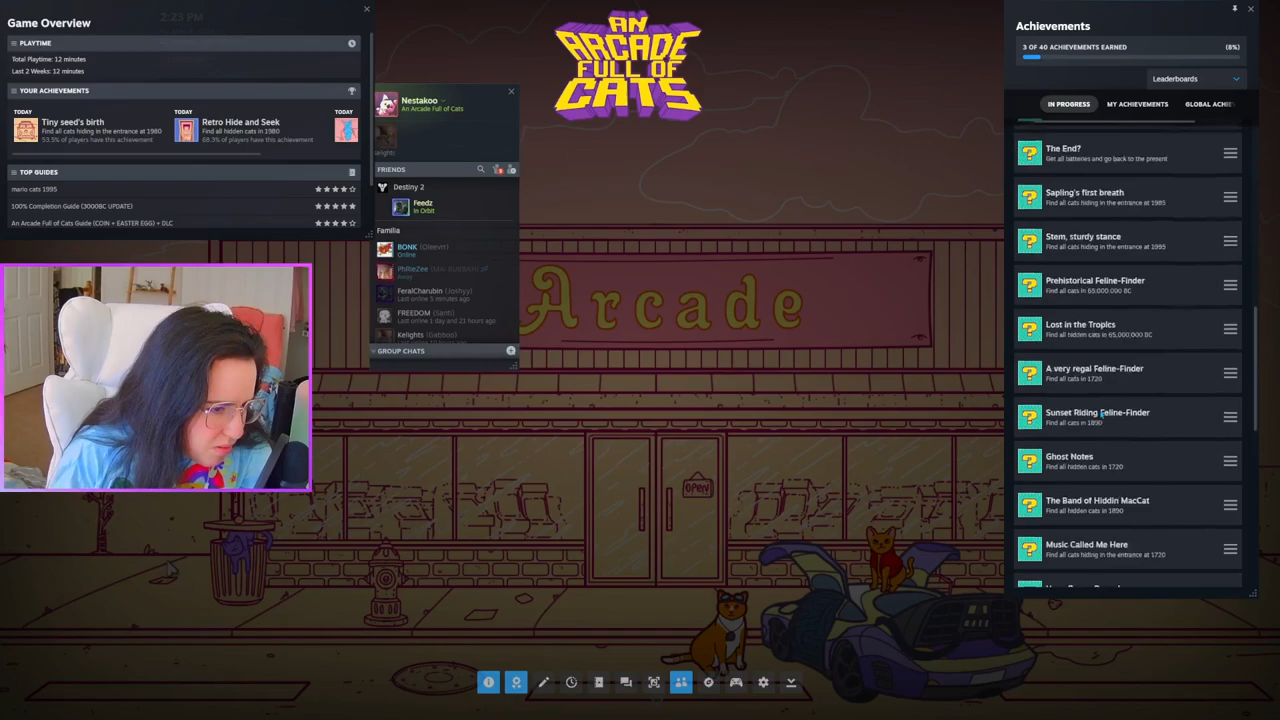 Game Overview
2:23 PM
PLAYTIME
Total Playtime: 12 minutes
Last 2 Weeks: 12 minutes
YOUR ACHIEVEMENTS
TODAY
Tiny seed's birth
Find all cats hiding in the entrance at 1980
53.5% of players have this achievement
TODAY
Retro Hide and Seek
Find all hidden cats in 1980
68.3% of players have this achievement
TODAY
TOP GUIDES
mario cats 1995
100% Completion Guide (3000BC UPDATE)
An Arcade Full of Cats Guide (COIN + EASTER EGG) + DLC
Nestakoo
An Arcade Full of Cats
FRIENDS
Destiny 2
Feedz
In Orbit
Familia
BONK (Oleevrr)
Online
PhRieZee
Away
FeralCharubin (Joshyy)
Last online 5 minutes ago
FREEDOM (Santi)
Last online 1 day and 21 hours ago
Kelights (Gabboo)
GROUP CHATS
AN
ARCADE
FULL OF
CATS
Arcade
OPEN
Achievements
3 OF 40 ACHIEVEMENTS EARNED (8%)
Leaderboards
IN PROGRESS
MY ACHIEVEMENTS
GLOBAL ACHIE
The End?
Get all batteries and go back to the present
Sapling's first breath
Find all cats hiding in the entrance at 1985
Stem, sturdy stance
Find all cats hiding in the entrance at 1995
Prehistorical Feline-Finder
Find all cats in 65.000.000 BC
Lost in the Tropics
Find all hidden cats in 65,000,000 BC
A very regal Feline-Finder
Find all cats in 1720
Sunset Riding Feline-Finder
Find all cats in 1890
Ghost Notes
Find all hidden cats in 1720
The Band of Hiddin MacCat
Find all hidden cats in 1890
Music Called Me Here
Find all cats hiding in the entrance at 1720